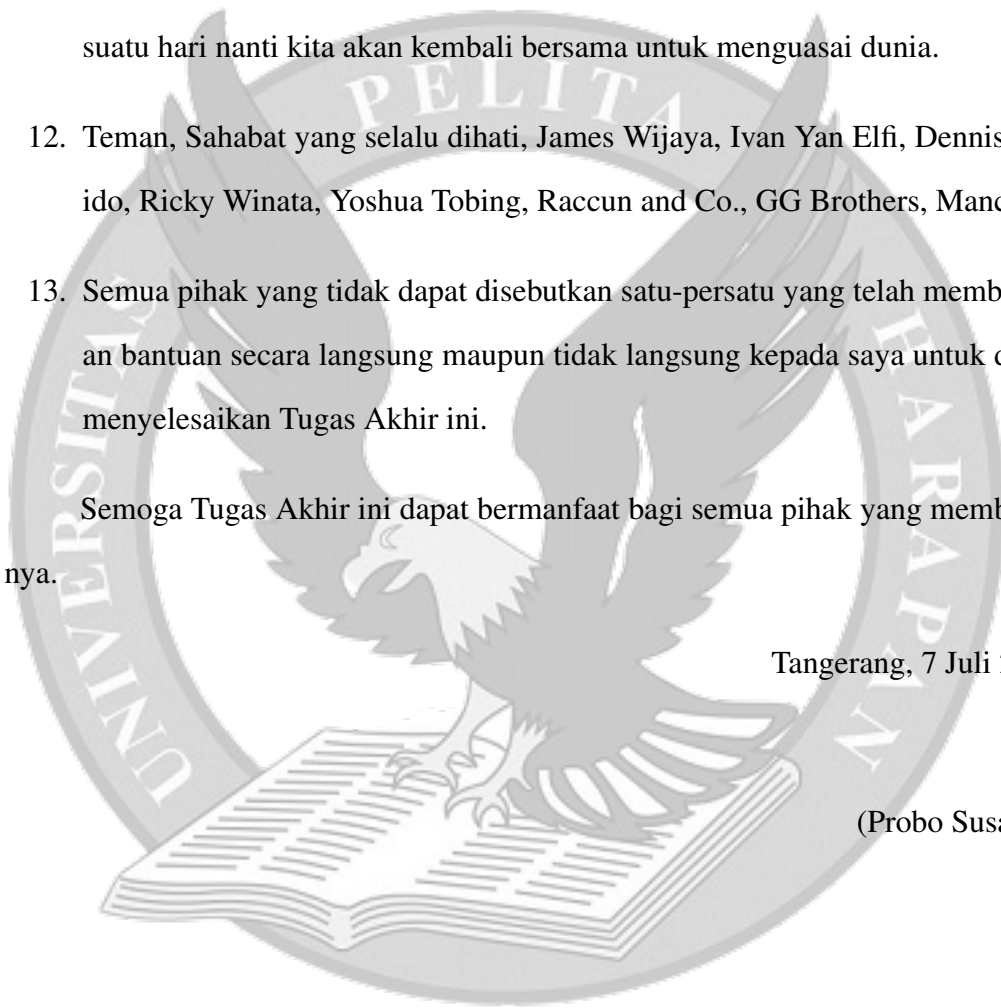 suatu hari nanti kita akan kembali bersama untuk menguasai dunia.
PELITA
12. Teman, Sahabat yang selalu dihati, James Wijaya, Ivan Yan Elfi, Dennis
ido, Ricky Winata, Yoshua Tobing, Raccun and Co., GG Brothers, Manc
13. Semua pihak yang tidak dapat disebutkan satu-persatu yang telah memb
an bantuan secara langsung maupun tidak langsung kepada saya untuk d
menyelesaikan Tugas Akhir ini.
UNIVERSITAS
HARAPAN
Semoga Tugas Akhir ini dapat bermanfaat bagi semua pihak yang memb
nya.
Tangerang, 7 Juli
(Probo Susa